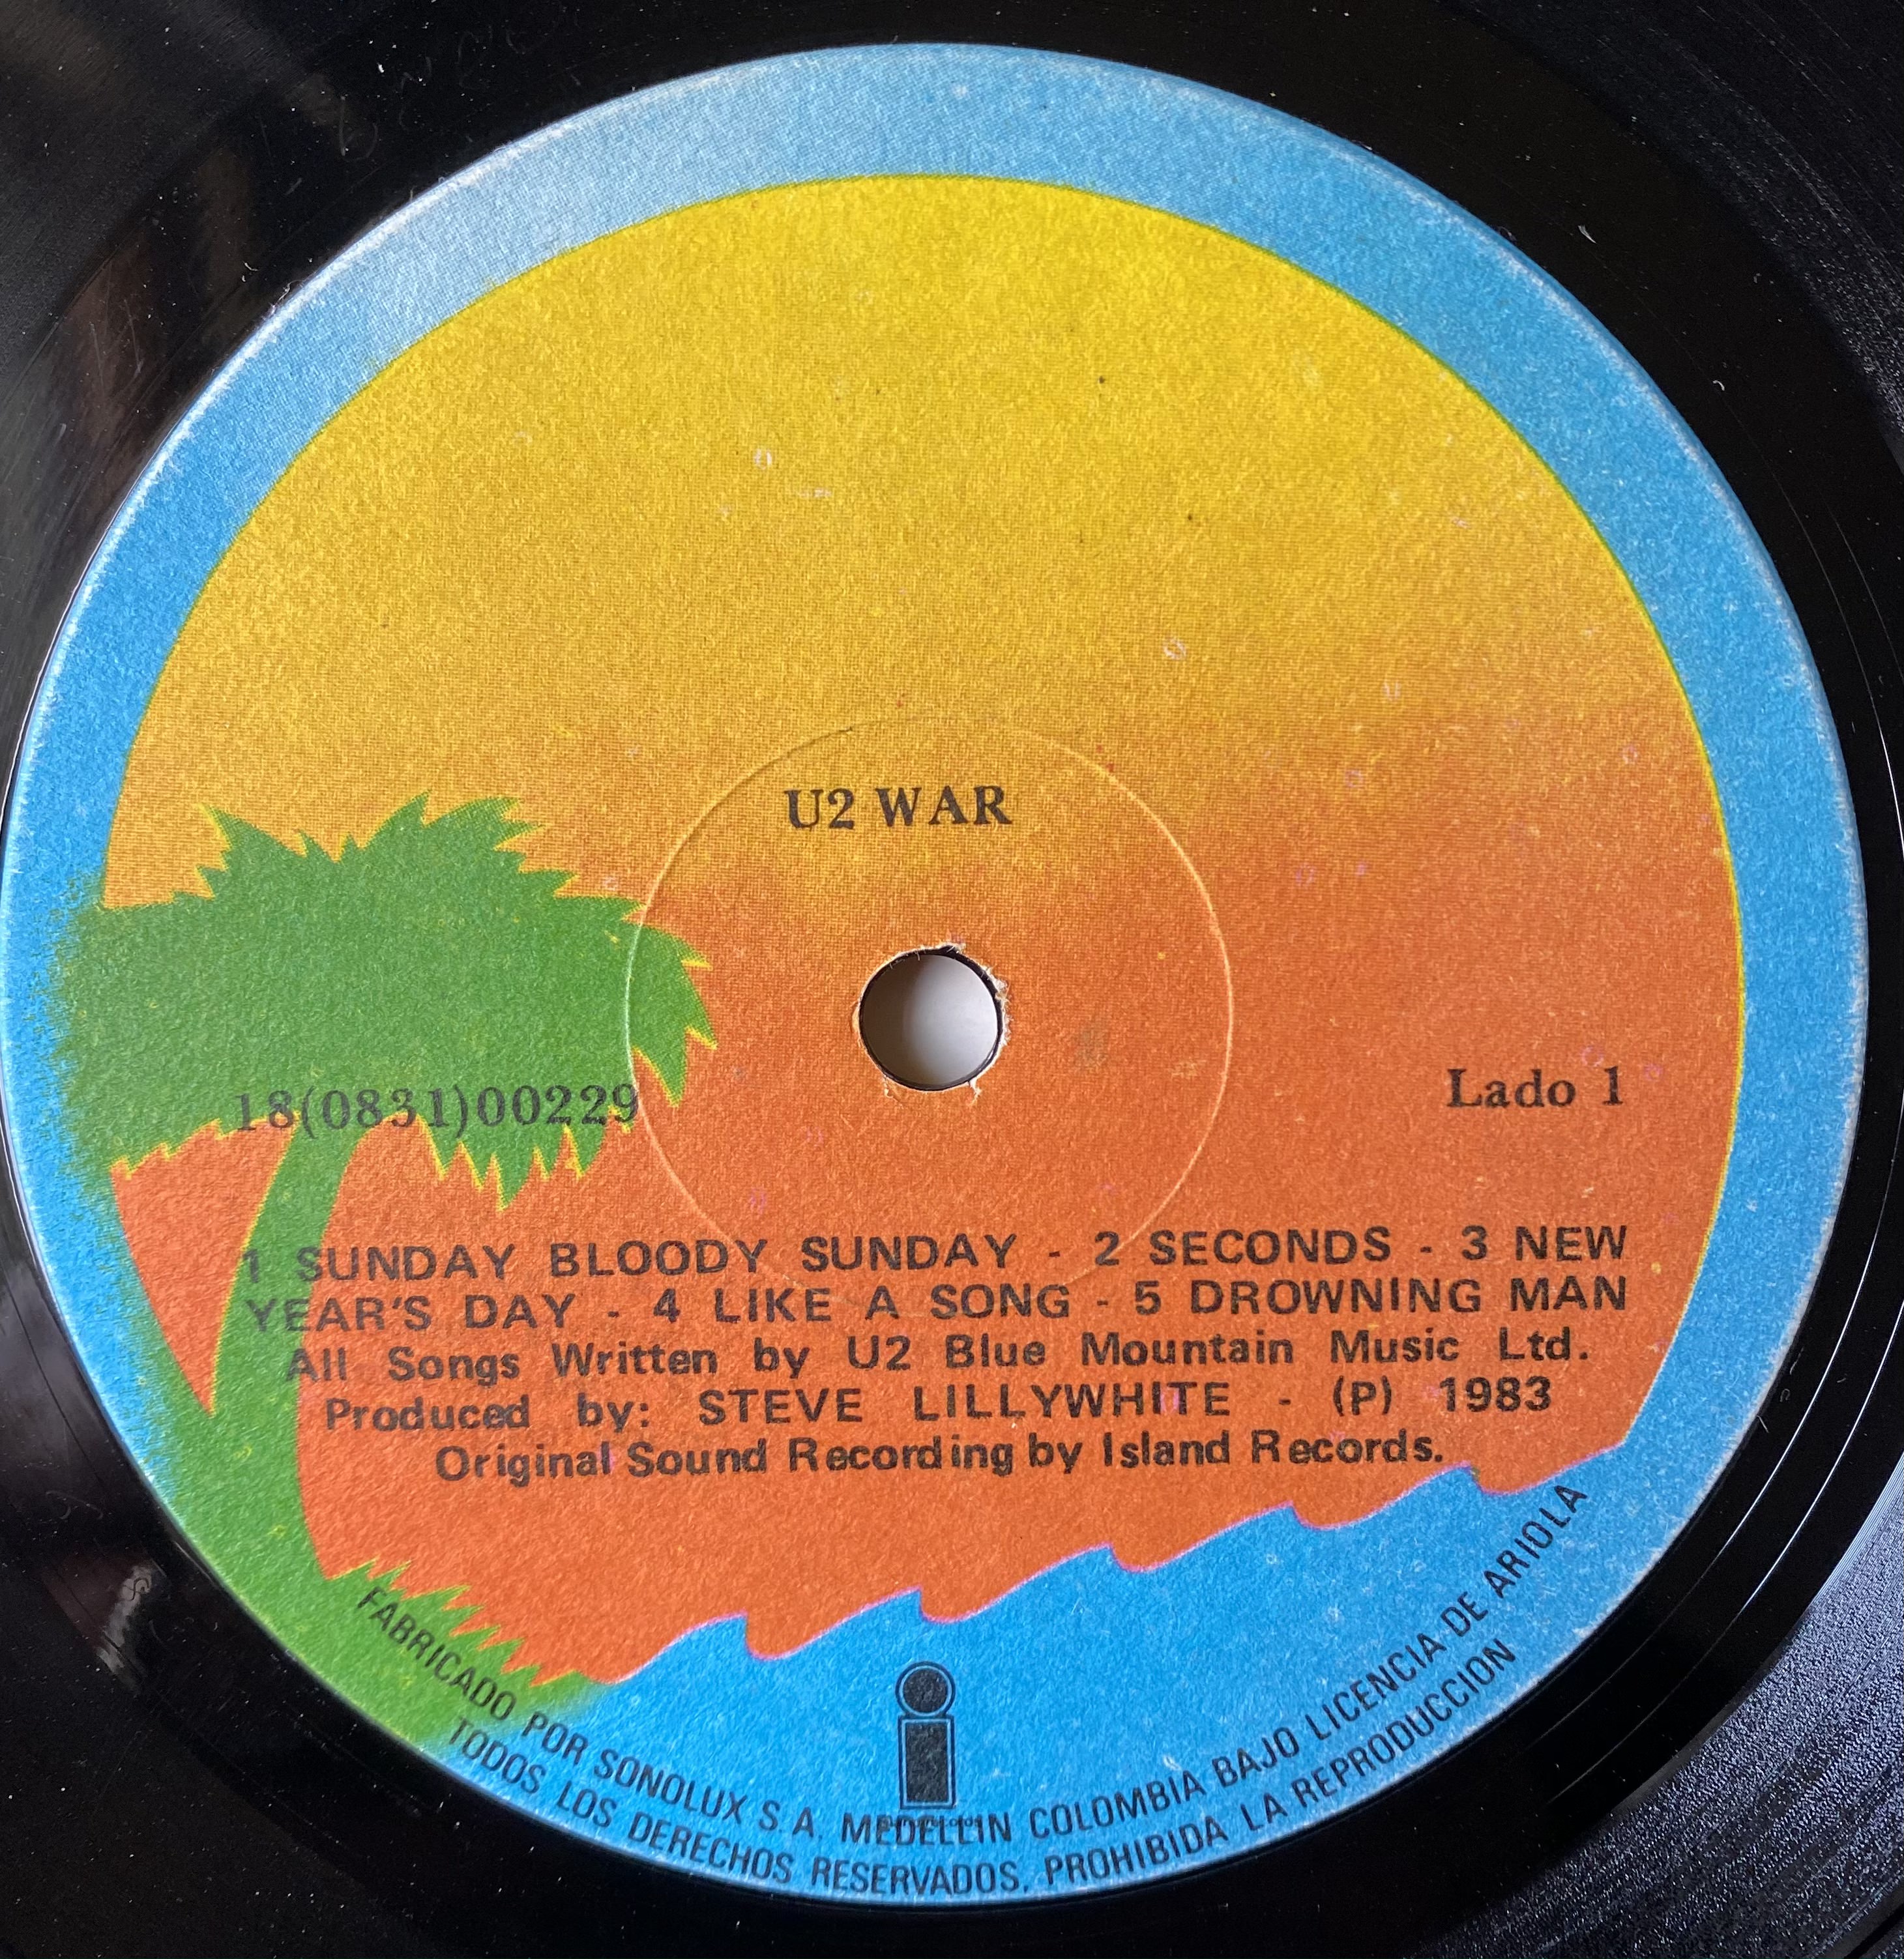 U2 WAR
18(0831)00229
Lado 1
1 SUNDAY BLOODY SUNDAY - 2 SECONDS - 3 NEW
YEAR'S DAY - 4 LIKE A SONG - 5 DROWNING MAN
All Songs Written by U2 Blue Mountain Music Ltd.
Produced by: STEVE LILLYWHITE - (P) 1983
Original Sound Recording by Island Records.
FABRICADO POR SONOLUX S.A. MEDELLIN COLOMBIA BAJO LICENCIA DE ARIOLA
TODOS LOS DERECHOS RESERVADOS, PROHIBIDA LA REPRODUCCION